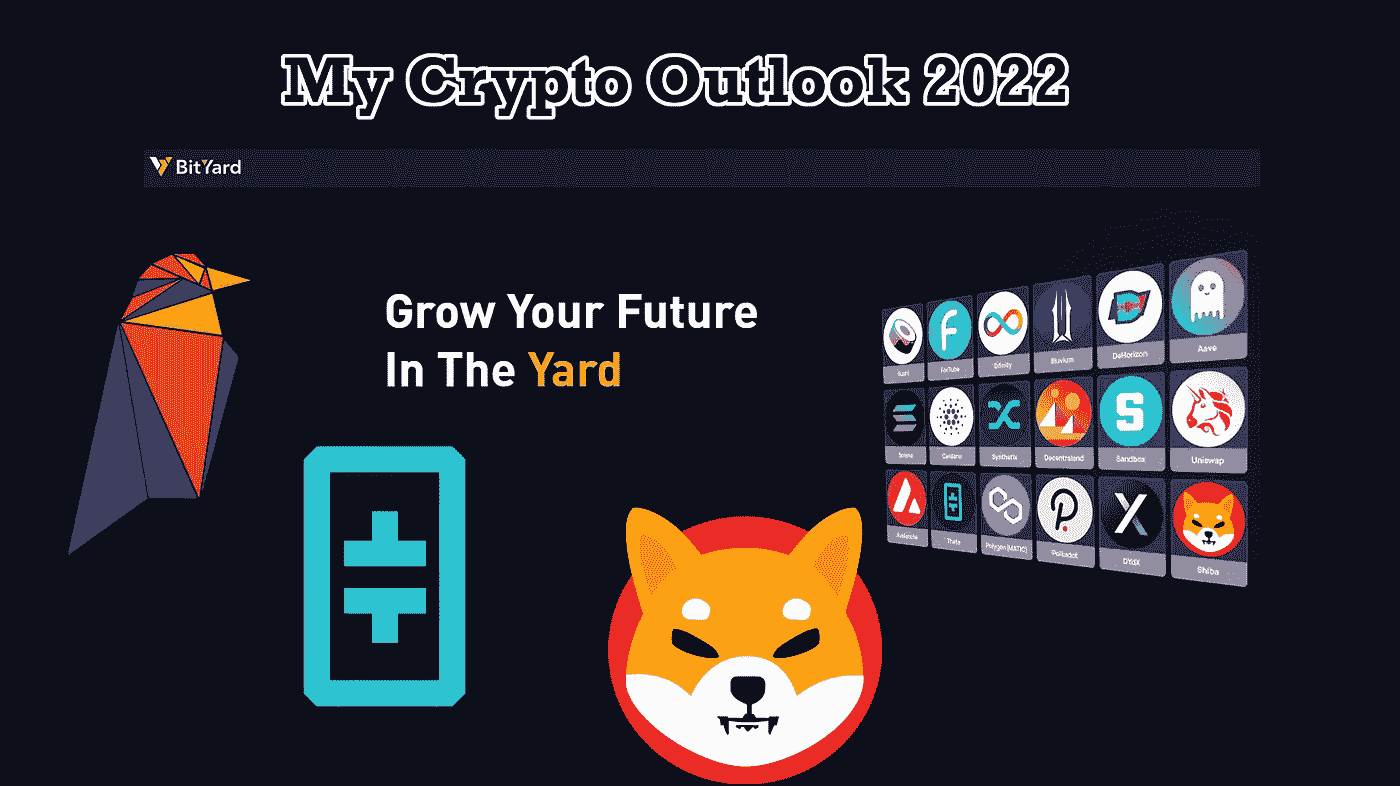 My Crypto Outlook 2022
BitYard
Grow Your Future
In The Yard
Sushi
ForTube
Dfinity
Illuvium
DeHorizon
Aave
Solana
Cardano
Synthetix
Decentraland
Sandbox
Uniswap
Avalanche
Theta
Polygon (MATIC)
Polkadot
DYdX
Shiba